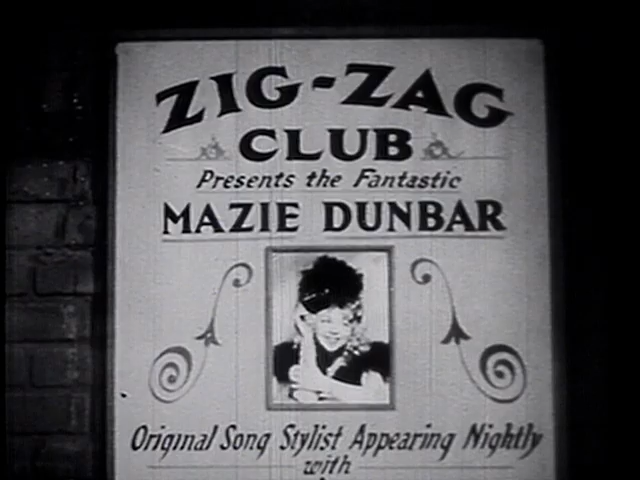 ZIG-ZAG
CLUB
Presents the Fantastic
MAZIE DUNBAR
Original Song Stylist Appearing Nightly
with